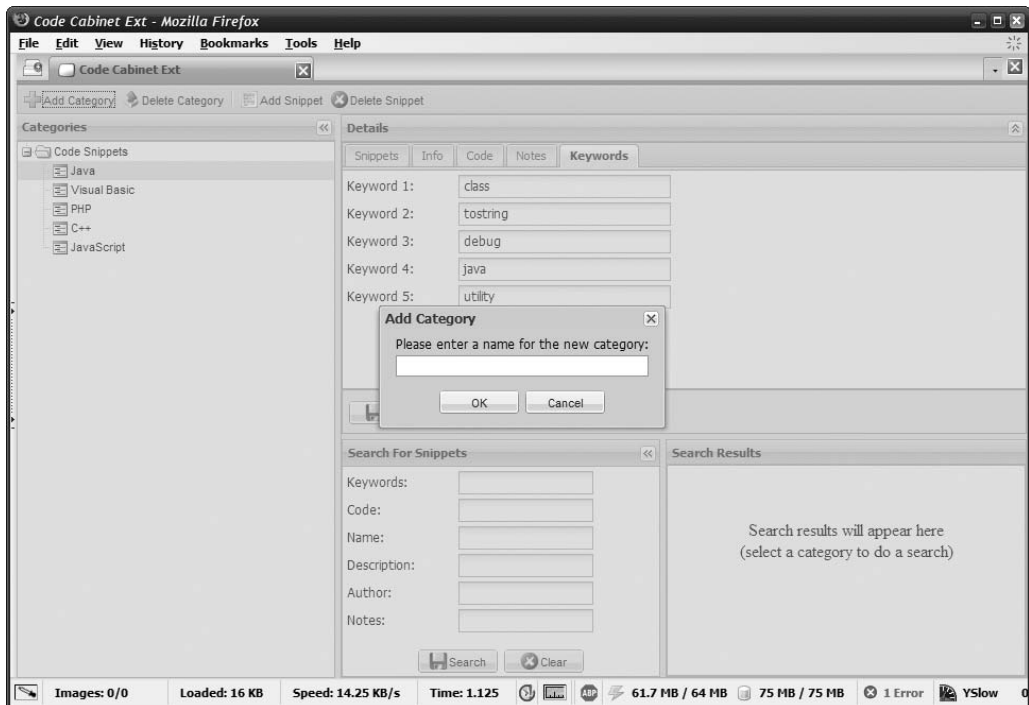 Code Cabinet Ext - Mozilla Firefox
File Edit View History Bookmarks Tools Help
Code Cabinet Ext
Add Category Delete Category Add Snippet Delete Snippet
Categories
Details
Code Snippets
Java
Visual Basic
PHP
C++
JavaScript
Snippets Info Code Notes Keywords
Keyword 1: class
Keyword 2: tostring
Keyword 3: debug
Keyword 4: java
Keyword 5: utility
Add Category
Please enter a name for the new category:
OK Cancel
Search For Snippets
Keywords:
Code:
Name:
Description:
Author:
Notes:
Search Clear
Search Results
Search results will appear here
(select a category to do a search)
Images: 0/0 Loaded: 16 KB Speed: 14.25 KB/s Time: 1.125 ABP 61.7 MB / 64 MB 75 MB / 75 MB 1 Error YSlow 0